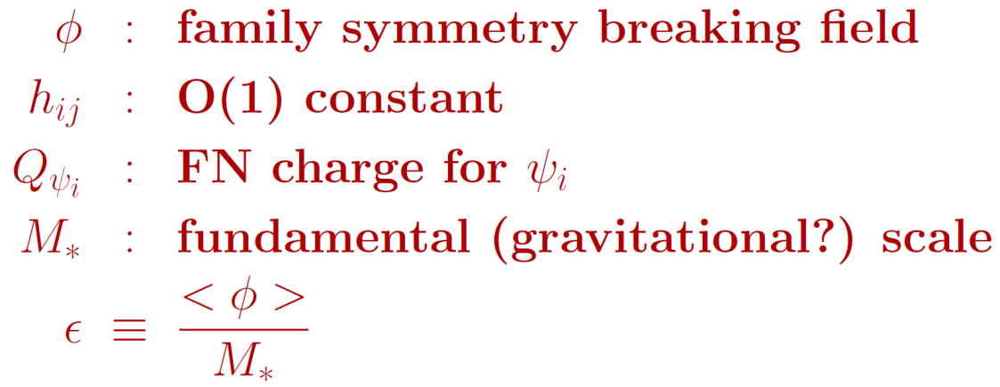 ϕ : family symmetry breaking field
h_{ij} : O(1) constant
Q_{ψ_i} : FN charge for ψ_i
M_* : fundamental (gravitational?) scale
ϵ ≡ \frac{< ϕ >}{M_*}